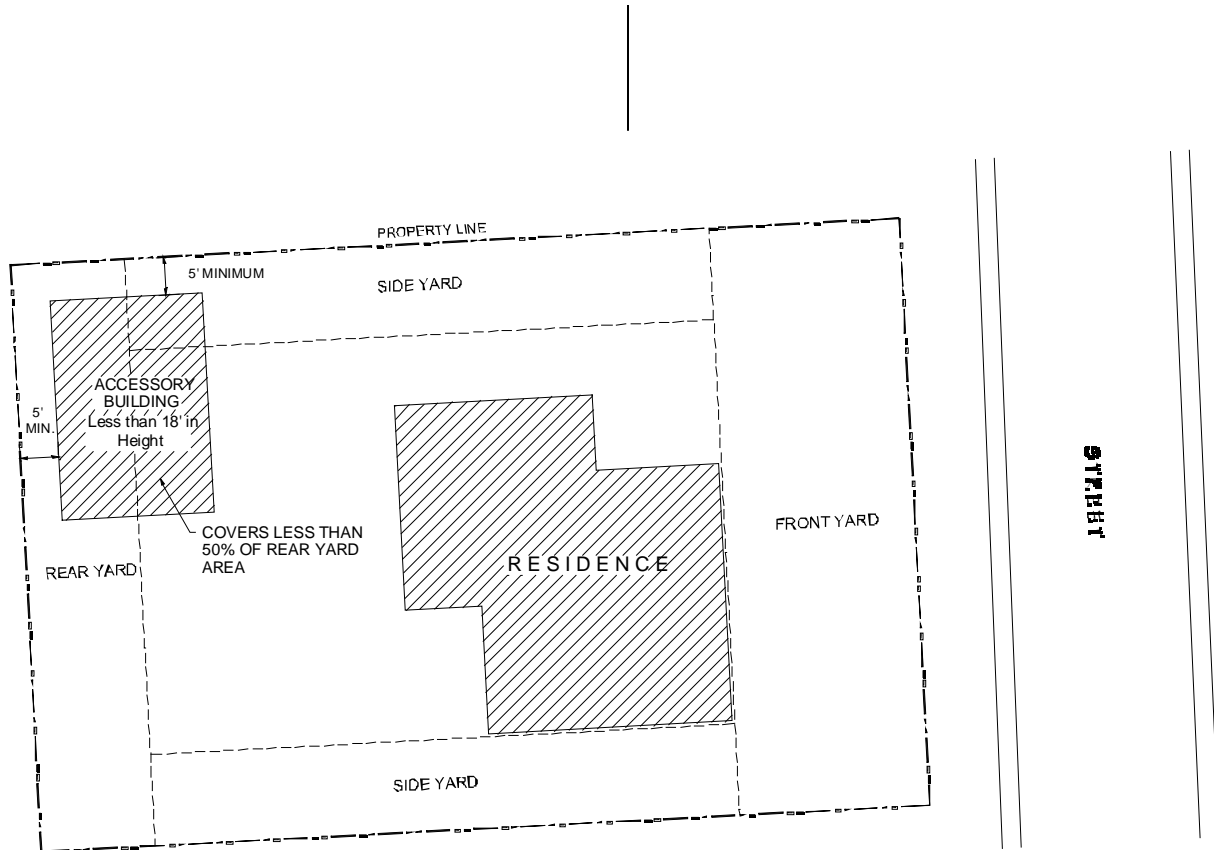 PROPERTY LINE
5' MINIMUM
SIDE YARD
ACCESSORY
BUILDING
Less than 18' in
Height
5'
MIN.
COVERS LESS THAN
50% OF REAR YARD
AREA
REAR YARD
RESIDENCE
FRONT YARD
STREET
SIDE YARD